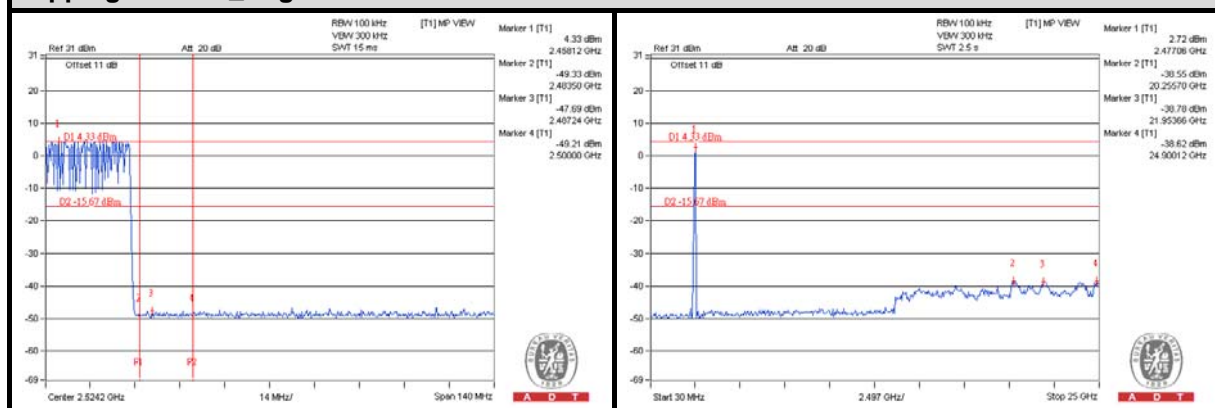 RBW 100 kHz
VBW 300 kHz
SWT 15 ms
[T1] MP VIEW
Ref 31 dBm
Att 20 dB
Offset 11 dB
Marker 1 [T1]
4.33 dBm
2.45812 GHz
Marker 2 [T1]
-49.33 dBm
2.48350 GHz
Marker 3 [T1]
-47.69 dBm
2.48724 GHz
Marker 4 [T1]
-49.21 dBm
2.50000 GHz
31
20
10
0
-10
-20
-30
-40
-50
-60
-69
1
D1 4.33 dBm
D2 -15.67 dBm
2
3
4
F1
F2
Center 2.5242 GHz
14 MHz/
Span 140 MHz
BUREAU VERITAS
1828
A D T
RBW 100 kHz
VBW 300 kHz
SWT 2.5 s
[T1] MP VIEW
Ref 31 dBm
Att 20 dB
Offset 11 dB
Marker 1 [T1]
2.72 dBm
2.47706 GHz
Marker 2 [T1]
-38.55 dBm
20.25570 GHz
Marker 3 [T1]
-38.78 dBm
21.95366 GHz
Marker 4 [T1]
-38.62 dBm
24.90012 GHz
31
20
10
0
-10
-20
-30
-40
-50
-60
-69
1
D1 4.33 dBm
D2 -15.67 dBm
2
3
4
Start 30 MHz
2.497 GHz/
Stop 25 GHz
BUREAU VERITAS
1828
A D T